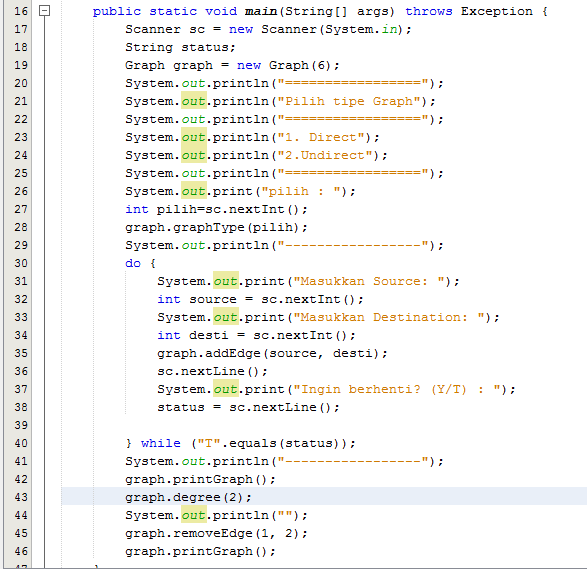 16 public static void main(String[] args) throws Exception {
17 Scanner sc = new Scanner(System.in);
18 String status;
19 Graph graph = new Graph(6);
20 System.out.println("=================");
21 System.out.println("Pilih tipe Graph");
22 System.out.println("=================");
23 System.out.println("1. Direct");
24 System.out.println("2.Undirect");
25 System.out.println("=================");
26 System.out.print("pilih : ");
27 int pilih=sc.nextInt();
28 graph.graphType(pilih);
29 System.out.println("-----------------");
30 do {
31 System.out.print("Masukkan Source: ");
32 int source = sc.nextInt();
33 System.out.print("Masukkan Destination: ");
34 int desti = sc.nextInt();
35 graph.addEdge(source, desti);
36 sc.nextLine();
37 System.out.print("Ingin berhenti? (Y/T) : ");
38 status = sc.nextLine();
39
40 } while ("T".equals(status));
41 System.out.println("-----------------");
42 graph.printGraph();
43 graph.degree(2);
44 System.out.println("");
45 graph.removeEdge(1, 2);
46 graph.printGraph();